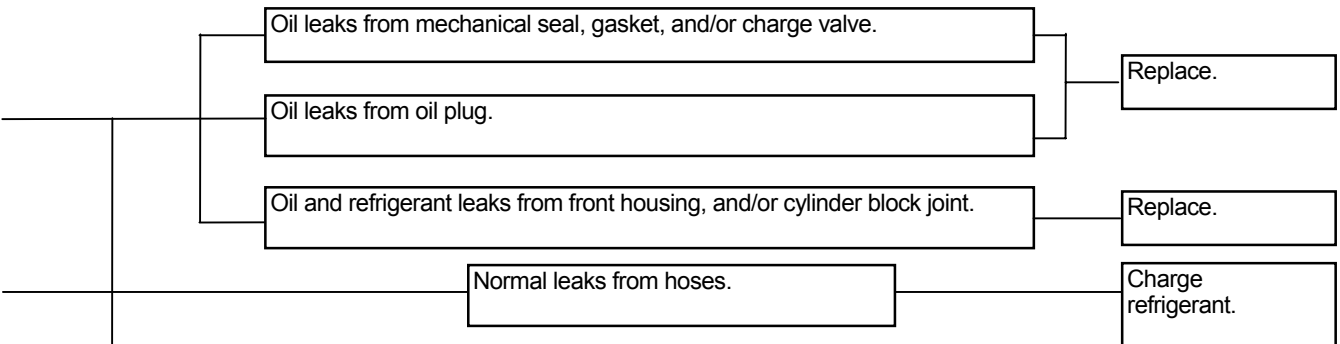 Oil leaks from mechanical seal, gasket, and/or charge valve.
Replace.
Oil leaks from oil plug.
Oil and refrigerant leaks from front housing, and/or cylinder block joint.
Replace.
Normal leaks from hoses.
Charge
refrigerant.